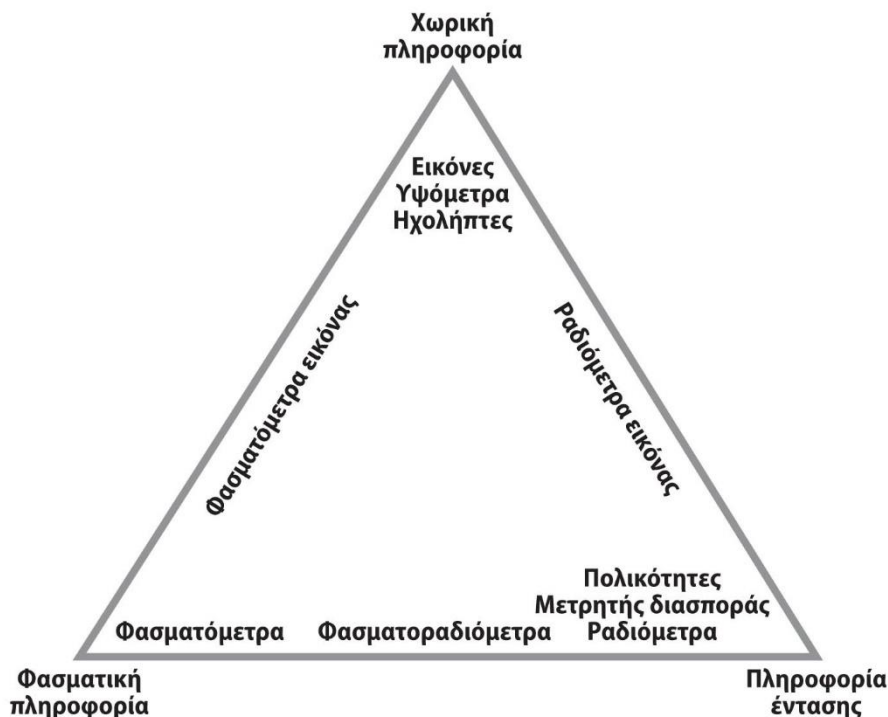 Χωρική
πληροφορία
Εικόνες
Υψόμετρα
Ηχολήπτες
Φασματόμετρα εικόνας
Ραδιόμετρα εικόνας
Πολικότητες
Μετρητής διασποράς
Φασματόμετρα
Φασματοραδιόμετρα
Ραδιόμετρα
Φασματική
πληροφορία
Πληροφορία
έντασης